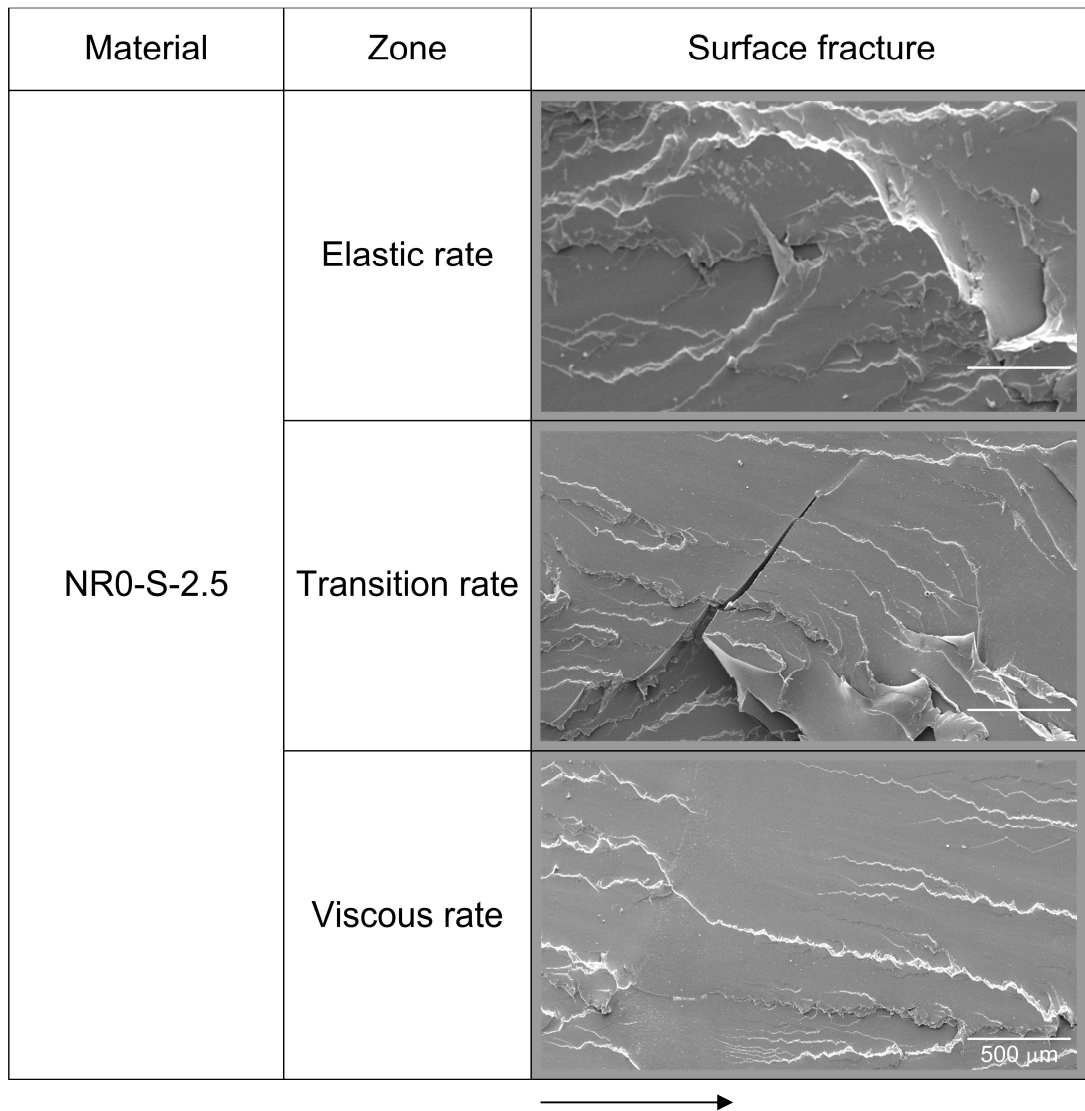 Material
Zone
Surface fracture
NR0-S-2.5
Elastic rate
Transition rate
Viscous rate
500 µm